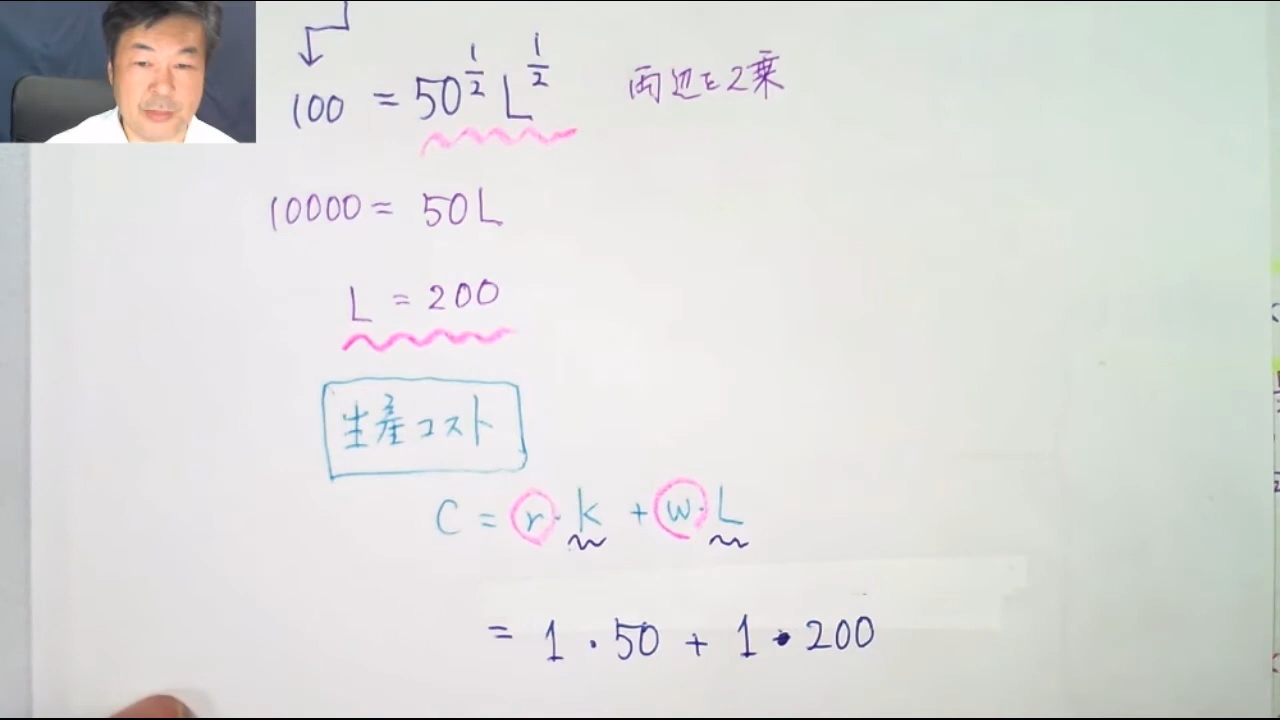 100 = 50^{1/2} L^{1/2} 両辺を2乗
10000 = 50L
L = 200
生産コスト
C = r・K + w・L
= 1・50 + 1・200